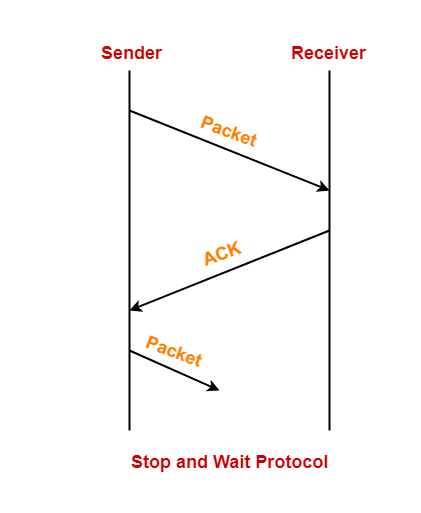 Sender
Receiver
Packet
ACK
Packet
Stop and Wait Protocol